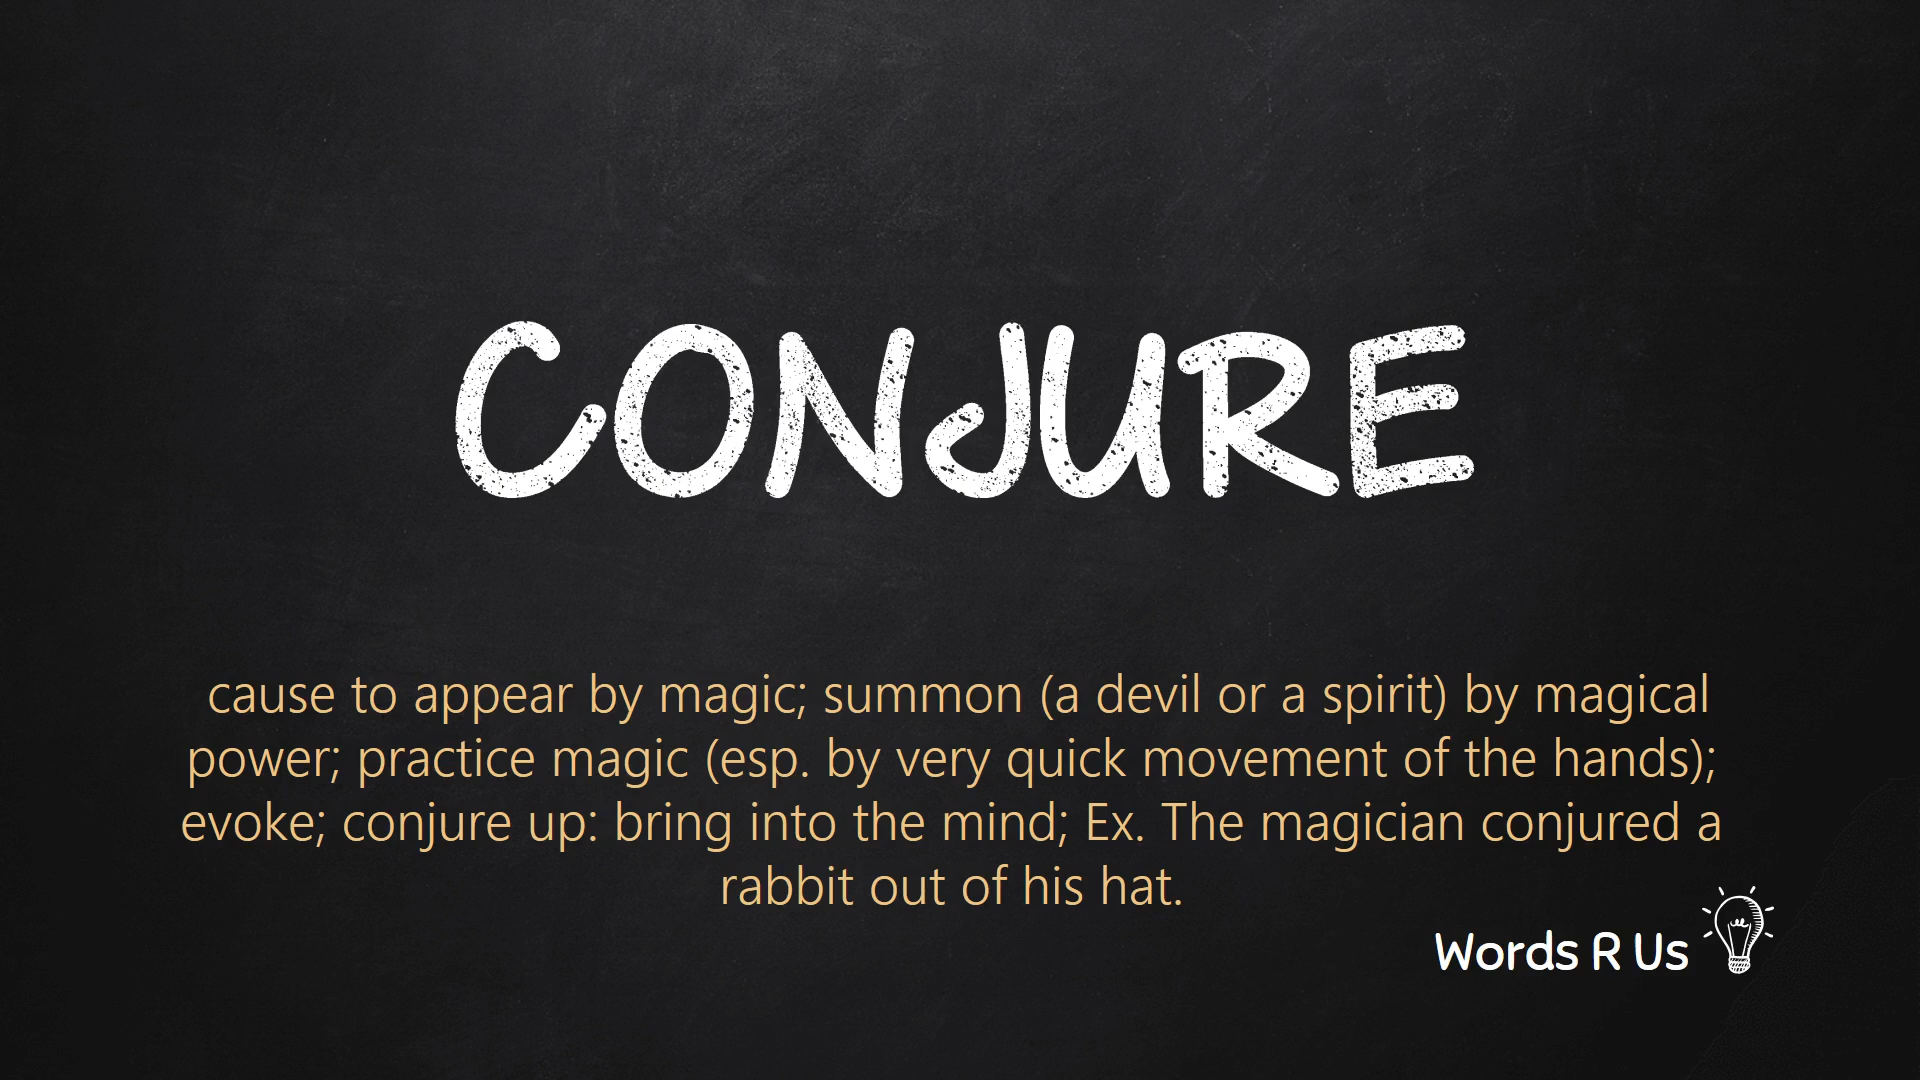 CONJURE
cause to appear by magic; summon (a devil or a spirit) by magical
power; practice magic (esp. by very quick movement of the hands);
evoke; conjure up: bring into the mind; Ex. The magician conjured a
rabbit out of his hat.
Words R Us